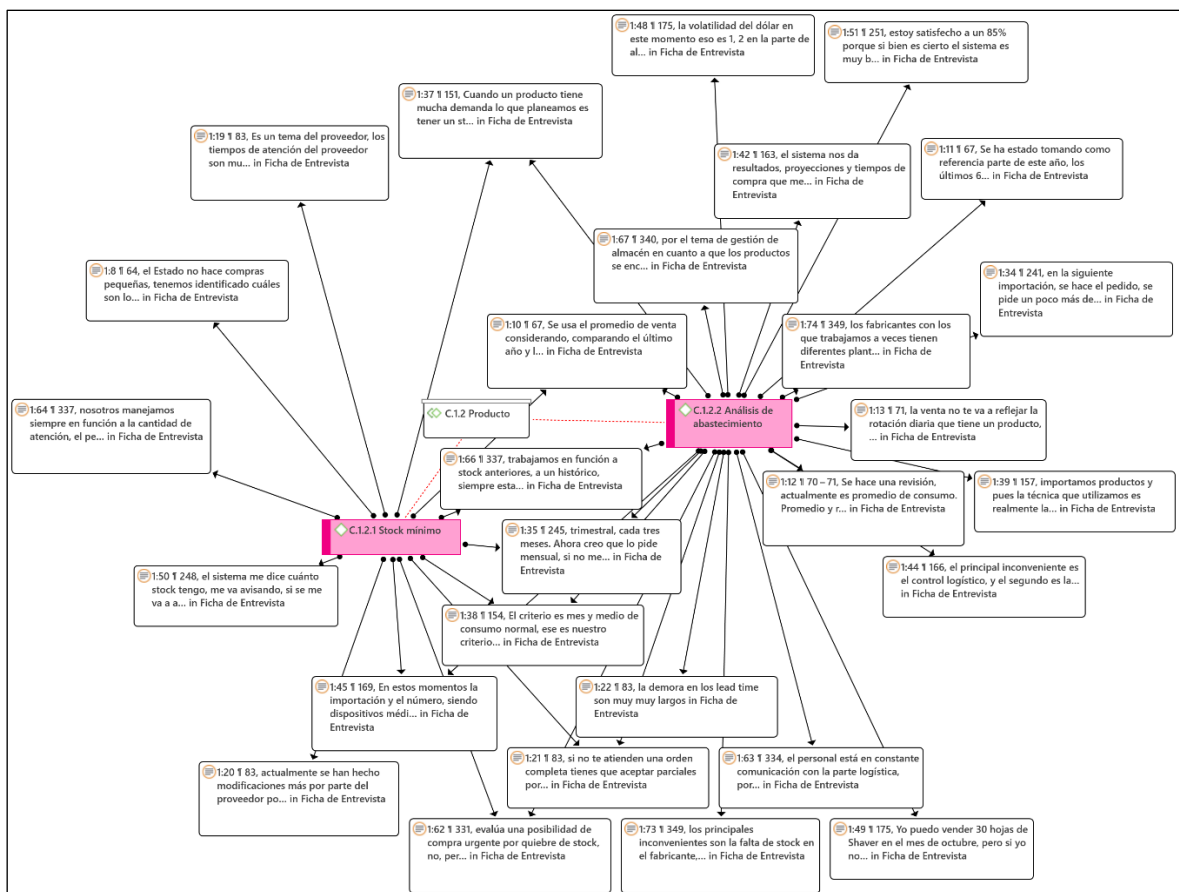 1:48 ¶ 175, la volatilidad del dólar en
este momento eso es 1, 2 en la parte de
al... in Ficha de Entrevista
1:51 ¶ 251, estoy satisfecho a un 85%
porque si bien es cierto el sistema es
muy b... in Ficha de Entrevista
1:37 ¶ 151, Cuando un producto tiene
mucha demanda lo que planeamos es
tener un st... in Ficha de Entrevista
1:19 ¶ 83, Es un tema del proveedor, los
tiempos de atención del proveedor
son mu... in Ficha de Entrevista
1:42 ¶ 163, el sistema nos da
resultados, proyecciones y tiempos de
compra que me... in Ficha de
Entrevista
1:11 ¶ 67, Se ha estado tomando como
referencia parte de este año, los
últimos 6... in Ficha de Entrevista
1:67 ¶ 340, por el tema de gestión de
almacén en cuanto a que los productos
se enc... in Ficha de Entrevista
1:8 ¶ 64, el Estado no hace compras
pequeñas, tenemos identificado cuáles
son lo... in Ficha de Entrevista
1:34 ¶ 241, en la siguiente
importación, se hace el pedido, se
pide un poco más de... in Ficha de
Entrevista
1:10 ¶ 67, Se usa el promedio de venta
considerando, comparando el último
año y l... in Ficha de Entrevista
1:74 ¶ 349, los fabricantes con los
que trabajamos a veces tienen
diferentes plant... in Ficha de
Entrevista
C.1.2 Producto
C.1.2.2 Análisis de
abastecimiento
1:64 ¶ 337, nosotros manejamos
siempre en función a la cantidad de
atención, el pe... in Ficha de
Entrevista
1:13 ¶ 71, la venta no te va a reflejar la
rotación diaria que tiene un producto,
... in Ficha de Entrevista
1:66 ¶ 337, trabajamos en función a
stock anteriores, a un histórico,
siempre esta... in Ficha de
Entrevista
1:12 ¶ 70 – 71, Se hace una revisión,
actualmente es promedio de consumo.
Promedio y r... in Ficha de Entrevista
1:39 ¶ 157, importamos productos y
pues la técnica que utilizamos es
realmente la... in Ficha de Entrevista
C.1.2.1 Stock mínimo
1:35 ¶ 245, trimestral, cada tres
meses. Ahora creo que lo pide
mensual, si no me... in Ficha de
Entrevista
1:44 ¶ 166, el principal inconveniente
es el control logístico, y el segundo es la...
in Ficha de Entrevista
1:50 ¶ 248, el sistema me dice cuánto
stock tengo, me va avisando, si se me
va a a... in Ficha de Entrevista
1:38 ¶ 154, El criterio es mes y medio de
consumo normal, ese es nuestro
criterio... in Ficha de Entrevista
1:45 ¶ 169, En estos momentos la
importación y el número, siendo
dispositivos médi... in Ficha de
Entrevista
1:22 ¶ 83, la demora en los lead time
son muy muy largos in Ficha de
Entrevista
1:20 ¶ 83, actualmente se han hecho
modificaciones más por parte del
proveedor po... in Ficha de
Entrevista
1:21 ¶ 83, si no te atienden una orden
completa tienes que aceptar parciales
por... in Ficha de Entrevista
1:63 ¶ 334, el personal está en constante
comunicación con la parte logística,
por... in Ficha de Entrevista
1:62 ¶ 331, evalúa una posibilidad de
compra urgente por quiebre de stock,
no, per... in Ficha de Entrevista
1:73 ¶ 349, los principales
inconvenientes son la falta de stock en
el fabricante,... in Ficha de Entrevista
1:49 ¶ 175, Yo puedo vender 30 hojas de
Shaver en el mes de octubre, pero si yo
no... in Ficha de Entrevista